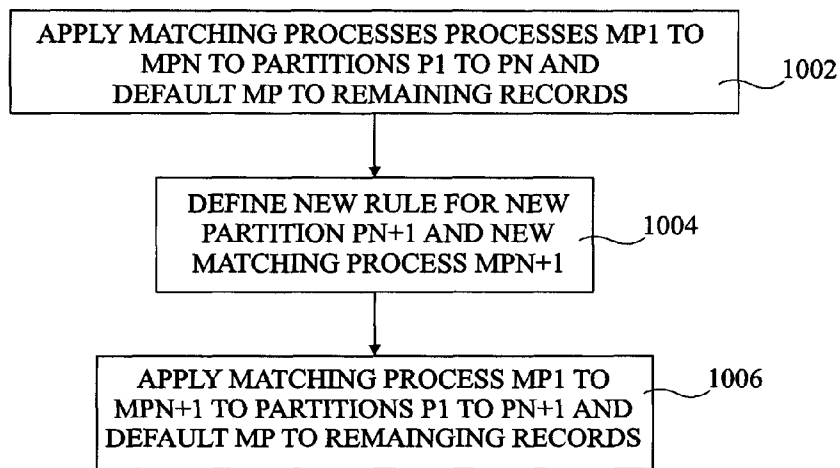 APPLY MATCHING PROCESSES PROCESSES MP1 TO
MPN TO PARTITIONS P1 TO PN AND
DEFAULT MP TO REMAINING RECORDS
1002
DEFINE NEW RULE FOR NEW
PARTITION PN+1 AND NEW
MATCHING PROCESS MPN+1
1004
APPLY MATCHING PROCESS MP1 TO
MPN+1 TO PARTITIONS P1 TO PN+1 AND
DEFAULT MP TO REMAINGING RECORDS
1006